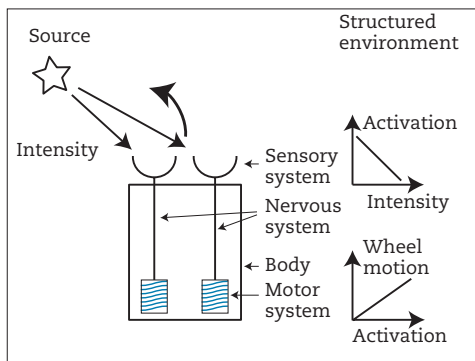 Source
Structured
environment
Intensity
Activation
Intensity
Sensory
system
Nervous
system
Body
Motor
system
Wheel
motion
Activation